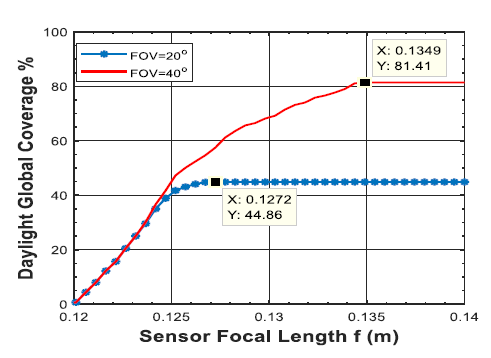 100
80
60
40
20
0
Daylight Global Coverage %
FOV=20°
FOV=40°
X: 0.1349
Y: 81.41
X: 0.1272
Y: 44.86
0.12
0.125
0.13
0.135
0.14
Sensor Focal Length f (m)